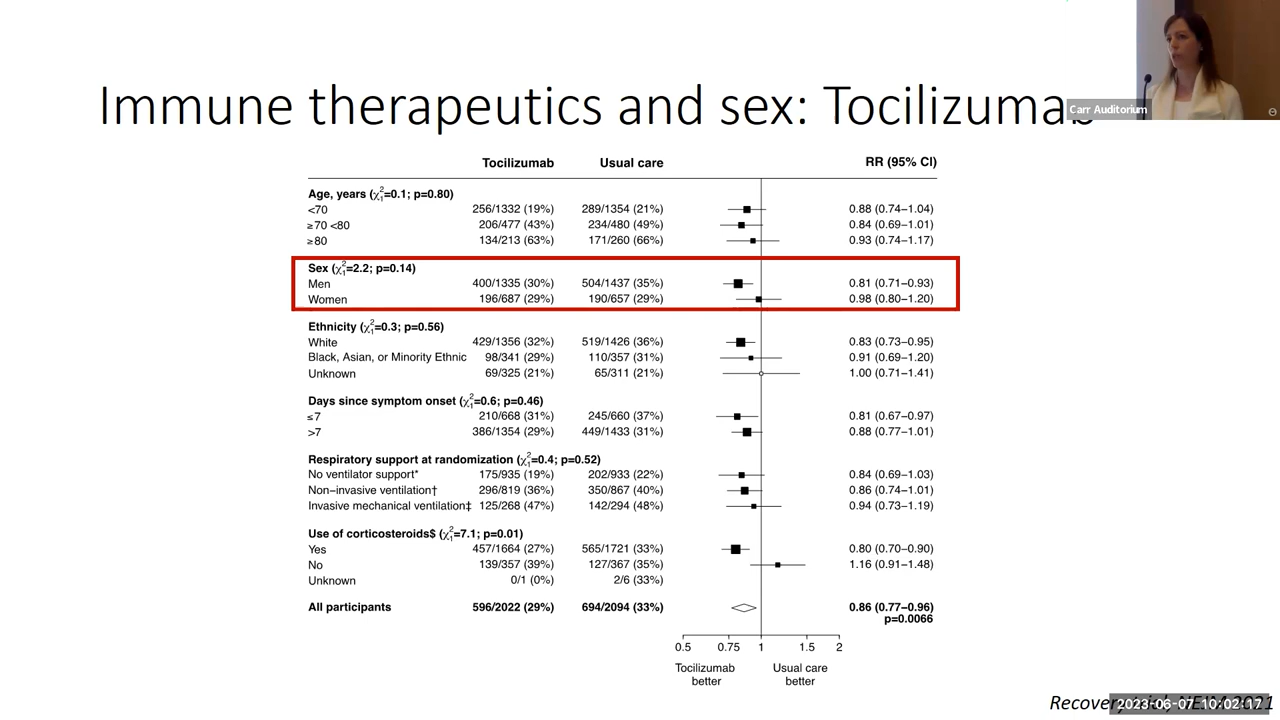 Immune therapeutics and sex: Tocilizumab
Carr Auditorium
Tocilizumab Usual care RR (95% CI)
Age, years (χ²₁=0.1; p=0.80)
<70 256/1332 (19%) 289/1354 (21%) 0.88 (0.74–1.04)
≥70 <80 206/477 (43%) 234/480 (49%) 0.84 (0.69–1.01)
≥80 134/213 (63%) 171/260 (66%) 0.93 (0.74–1.17)
Sex (χ²₁=2.2; p=0.14)
Men 400/1335 (30%) 504/1437 (35%) 0.81 (0.71–0.93)
Women 196/687 (29%) 190/657 (29%) 0.98 (0.80–1.20)
Ethnicity (χ²₁=0.3; p=0.56)
White 429/1356 (32%) 519/1426 (36%) 0.83 (0.73–0.95)
Black, Asian, or Minority Ethnic 98/341 (29%) 110/357 (31%) 0.91 (0.69–1.20)
Unknown 69/325 (21%) 65/311 (21%) 1.00 (0.71–1.41)
Days since symptom onset (χ²₁=0.6; p=0.46)
≤7 210/668 (31%) 245/660 (37%) 0.81 (0.67–0.97)
>7 386/1354 (29%) 449/1433 (31%) 0.88 (0.77–1.01)
Respiratory support at randomization (χ²₁=0.4; p=0.52)
No ventilator support* 175/935 (19%) 202/933 (22%) 0.84 (0.69–1.03)
Non–invasive ventilation† 296/819 (36%) 350/867 (40%) 0.86 (0.74–1.01)
Invasive mechanical ventilation‡ 125/268 (47%) 142/294 (48%) 0.94 (0.73–1.19)
Use of corticosteroids$ (χ²₁=7.1; p=0.01)
Yes 457/1664 (27%) 565/1721 (33%) 0.80 (0.70–0.90)
No 139/357 (39%) 127/367 (35%) 1.16 (0.91–1.48)
Unknown 0/1 (0%) 2/6 (33%)
All participants 596/2022 (29%) 694/2094 (33%) 0.86 (0.77–0.96)
p=0.0066
0.5 0.75 1 1.5 2
Tocilizumab Usual care
better better
2023-06-07 10:02:17